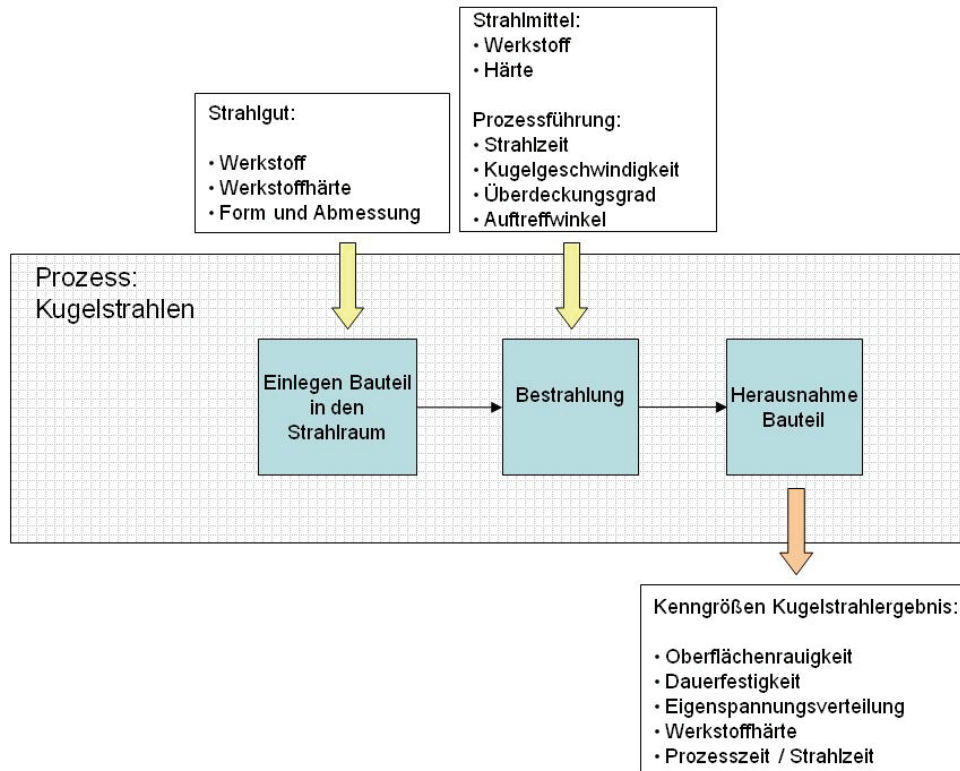 Strahlmittel:
• Werkstoff
• Härte
Prozessführung:
• Strahlzeit
• Kugelgeschwindigkeit
• Überdeckungsgrad
• Auftreffwinkel
Strahlgut:
• Werkstoff
• Werkstoffhärte
• Form und Abmessung
Prozess:
Kugelstrahlen
Einlegen Bauteil
in den
Strahlraum
Bestrahlung
Herausnahme
Bauteil
Kenngrößen Kugelstrahlergebnis:
• Oberflächenrauigkeit
• Dauerfestigkeit
• Eigenspannungsverteilung
• Werkstoffhärte
• Prozesszeit / Strahlzeit